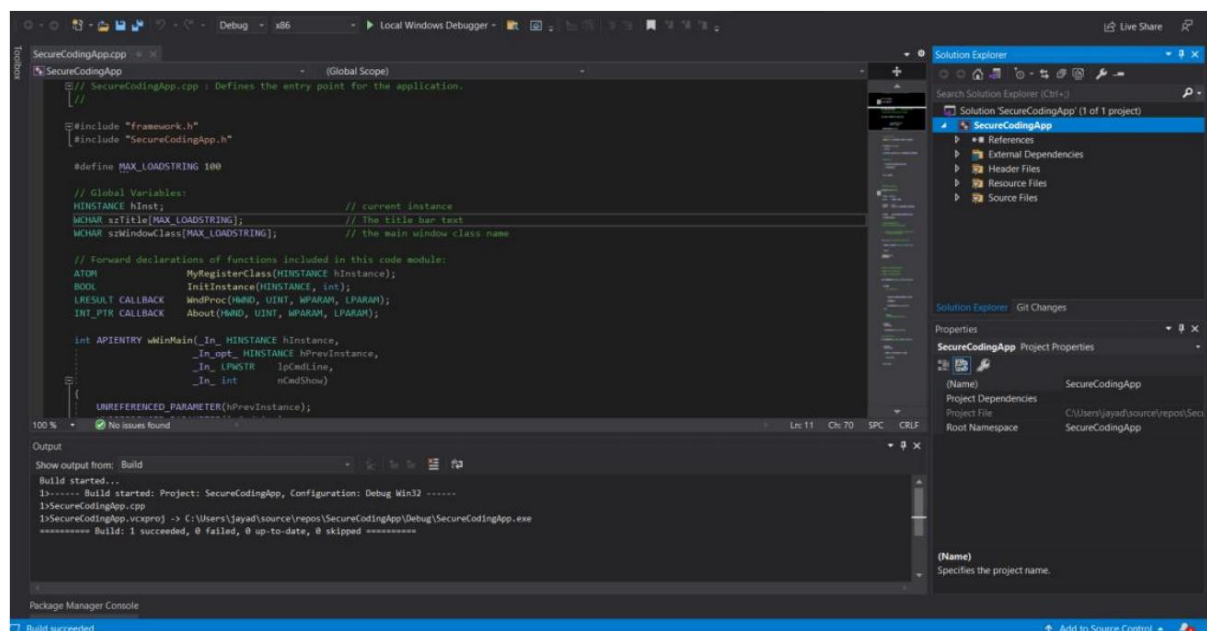 Debug x86 Local Windows Debugger Live Share
Toolbox
SecureCodingApp.cpp
SecureCodingApp (Global Scope)
// SecureCodingApp.cpp : Defines the entry point for the application.
//
#include "framework.h"
#include "SecureCodingApp.h"
#define MAX_LOADSTRING 100
// Global Variables:
HINSTANCE hInst; // current instance
WCHAR szTitle[MAX_LOADSTRING]; // The title bar text
WCHAR szWindowClass[MAX_LOADSTRING]; // the main window class name
// Forward declarations of functions included in this code module:
ATOM MyRegisterClass(HINSTANCE hInstance);
BOOL InitInstance(HINSTANCE, int);
LRESULT CALLBACK WndProc(HWND, UINT, WPARAM, LPARAM);
INT_PTR CALLBACK About(HWND, UINT, WPARAM, LPARAM);
int APIENTRY wWinMain(_In_ HINSTANCE hInstance,
_In_opt_ HINSTANCE hPrevInstance,
_In_ LPWSTR lpCmdLine,
_In_ int nCmdShow)
{
UNREFERENCED_PARAMETER(hPrevInstance);
100 % No issues found Ln: 11 Ch: 70 SPC CRLF
Output
Show output from: Build
Build started...
1>------ Build started: Project: SecureCodingApp, Configuration: Debug Win32 ------
1>SecureCodingApp.cpp
1>SecureCodingApp.vcxproj -> C:\Users\jayad\source\repos\SecureCodingApp\Debug\SecureCodingApp.exe
========== Build: 1 succeeded, 0 failed, 0 up-to-date, 0 skipped ==========
Package Manager Console
Solution Explorer
Search Solution Explorer (Ctrl+;)
Solution 'SecureCodingApp' (1 of 1 project)
SecureCodingApp
References
External Dependencies
Header Files
Resource Files
Source Files
Solution Explorer Git Changes
Properties
SecureCodingApp Project Properties
(Name) SecureCodingApp
Project Dependencies
Project File C:\Users\jayad\source\repos\Secu
Root Namespace SecureCodingApp
(Name)
Specifies the project name.
Build succeeded Add to Source Control